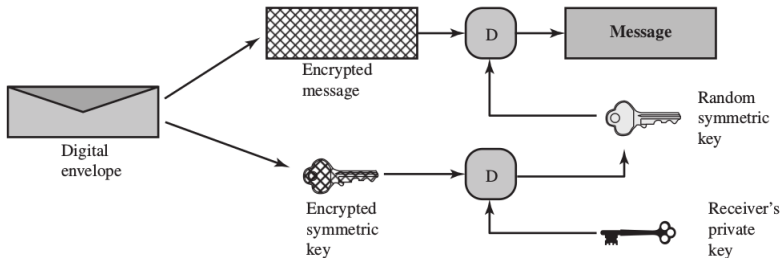 D
Message
Encrypted
message
Random
symmetric
key
Digital
envelope
D
Encrypted
symmetric
key
Receiver's
private
key